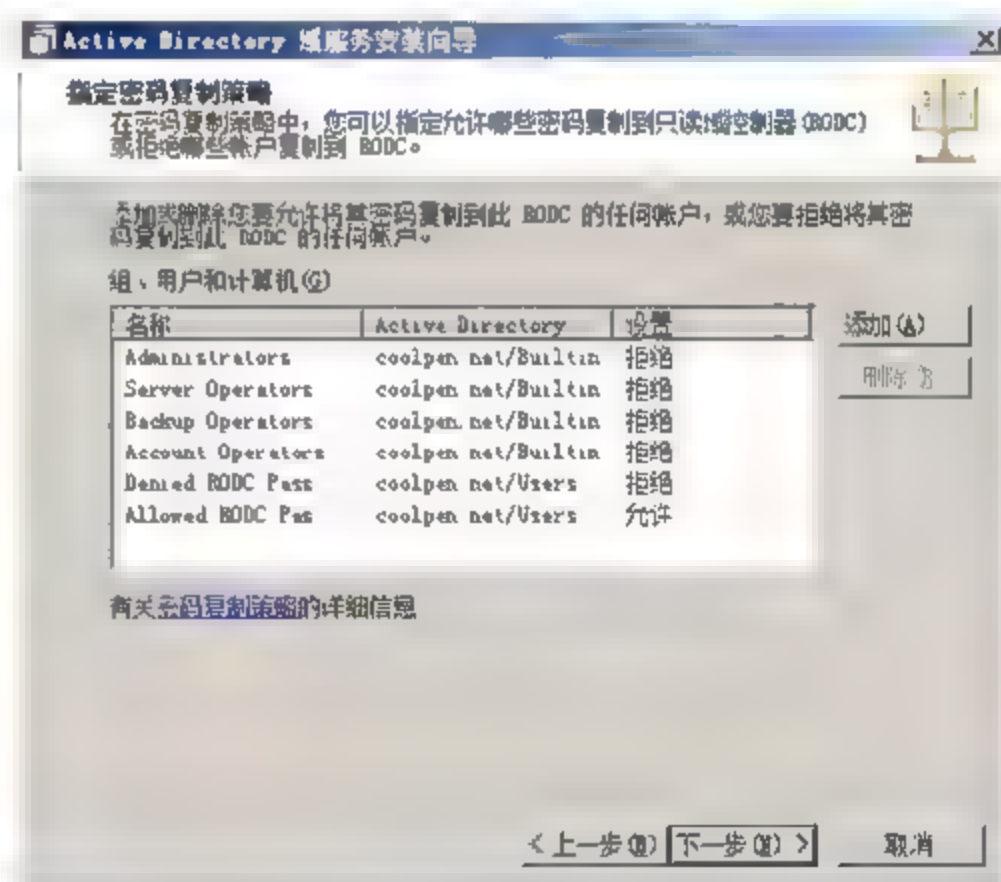 Active Directory 域服务安装向导
指定密码复制策略
在密码复制策略中，您可以指定允许哪些密码复制到只读域控制器 (RODC)
或拒绝哪些帐户复制到 RODC。
添加或删除您要允许将其密码复制到此 RODC 的任何帐户，或您要拒绝将其密
码复制到此 RODC 的任何帐户。
组、用户和计算机(G)
名称 Active Directory 设置
Administrators coolpen net/Builtin 拒绝
Server Operators coolpen net/Builtin 拒绝
Backup Operators coolpen.net/Builtin 拒绝
Account Operators coolpen net/Builtin 拒绝
Denied RODC Pass coolpen net/Users 拒绝
Allowed RODC Pas coolpen net/Users 允许
添加(A)
删除(R)
有关密码复制策略的详细信息
< 上一步(B) 下一步(N) > 取消